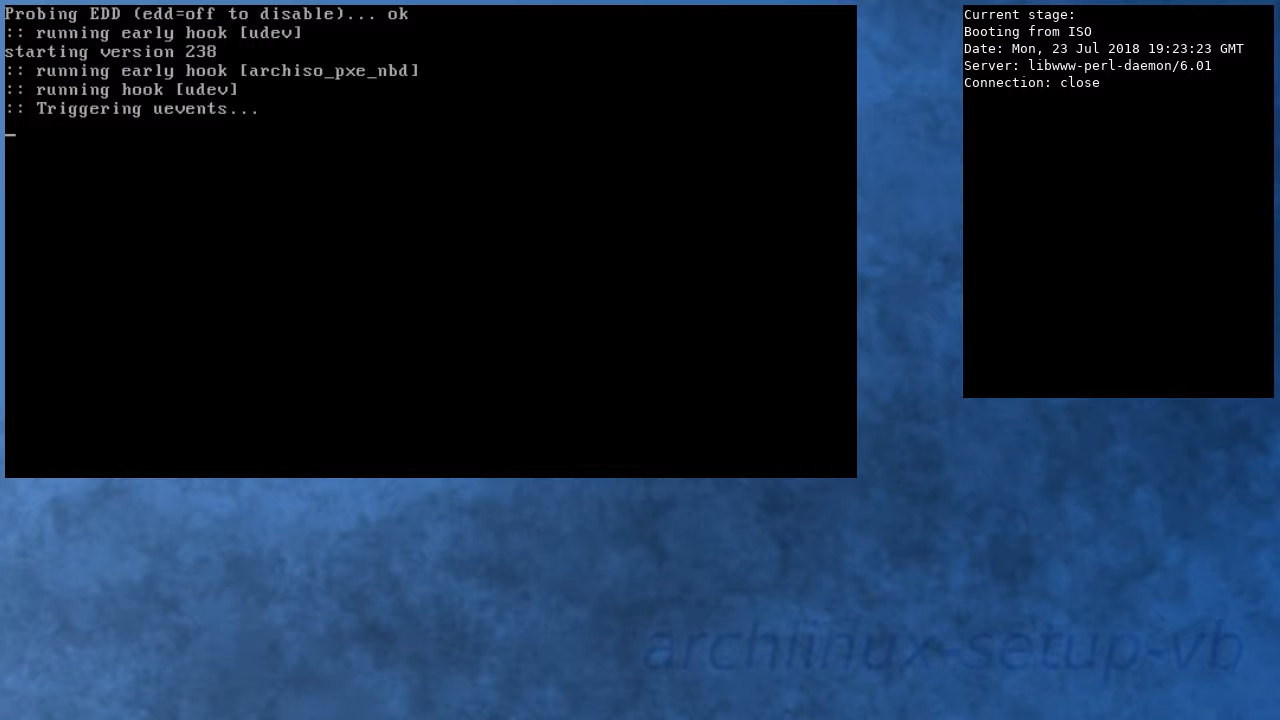 Probing EDD (edd=off to disable)... ok
:: running early hook [udev]
starting version 238
:: running early hook [archiso_pxe_nbd]
:: running hook [udev]
:: Triggering uevents...
Current stage:
Booting from ISO
Date: Mon, 23 Jul 2018 19:23:23 GMT
Server: libwww-perl-daemon/6.01
Connection: close
archlinux-setup-vb